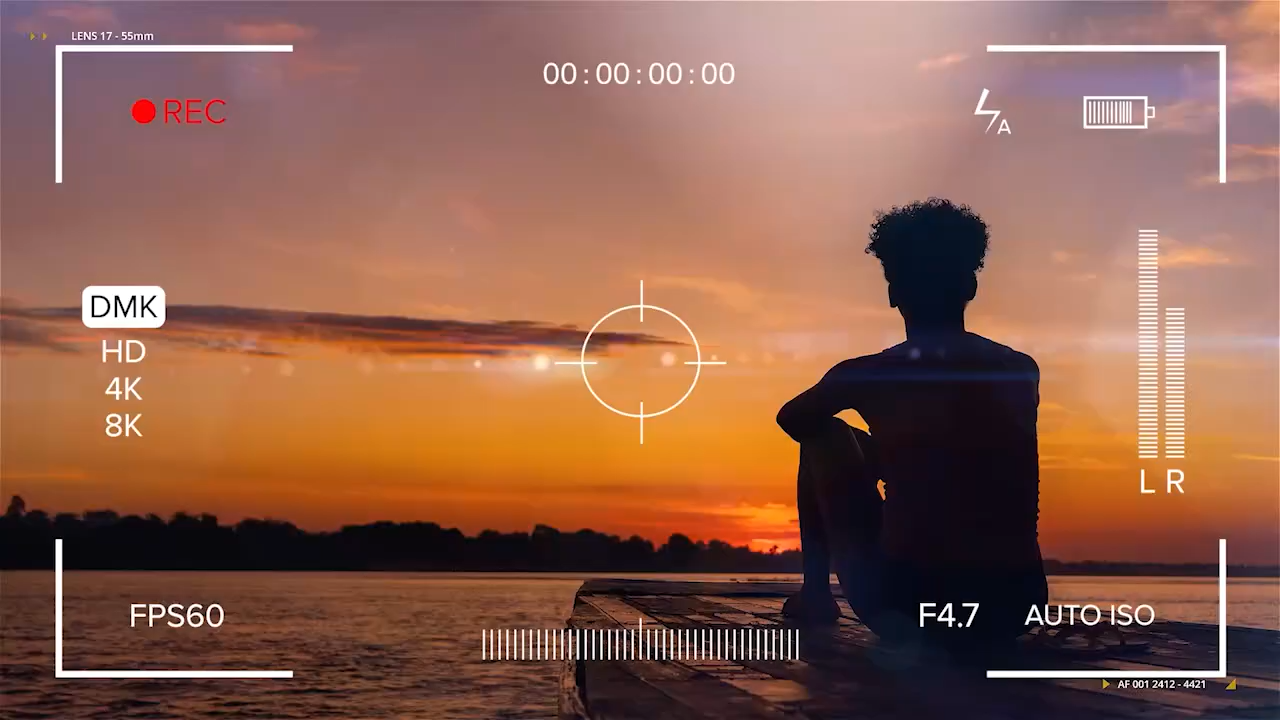 LENS 17 - 55mm
00:00:00:00
REC
A
DMK
HD
4K
8K
L R
FPS60
F4.7
AUTO ISO
AF 001 2412 - 4421